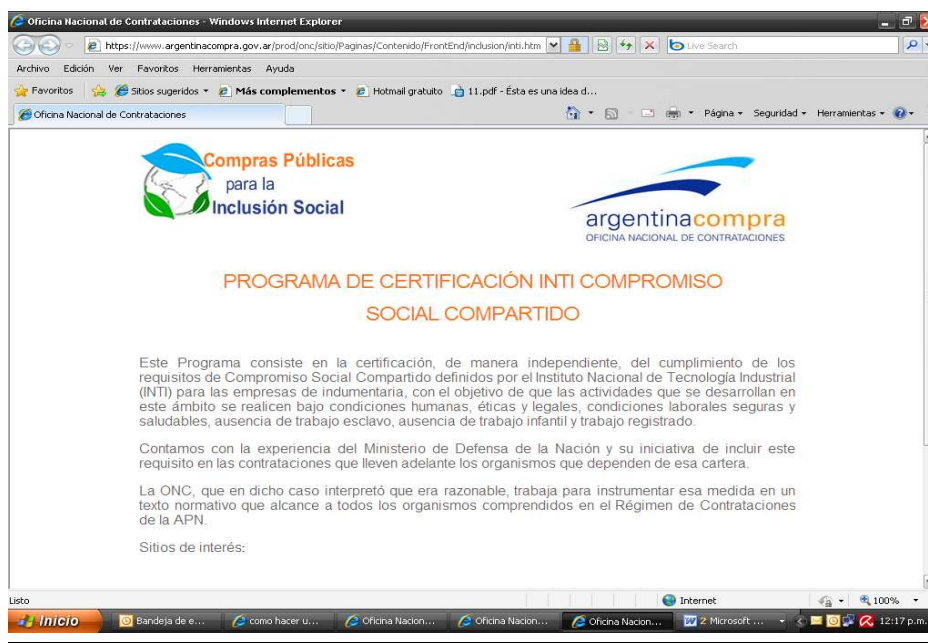 Oficina Nacional de Contrataciones - Windows Internet Explorer
https://www.argentinacompra.gov.ar/prod/onc/sitio/Paginas/Contenido/FrontEnd/inclusion/inti.htm
Live Search
Archivo Edición Ver Favoritos Herramientas Ayuda
Favoritos Sitios sugeridos Más complementos Hotmail gratuito 11.pdf - Ésta es una idea d...
Oficina Nacional de Contrataciones Página Seguridad Herramientas
Compras Públicas
para la
Inclusión Social
argentinacompra
OFICINA NACIONAL DE CONTRATACIONES
PROGRAMA DE CERTIFICACIÓN INTI COMPROMISO
SOCIAL COMPARTIDO
Este Programa consiste en la certificación, de manera independiente, del cumplimiento de los
requisitos de Compromiso Social Compartido definidos por el Instituto Nacional de Tecnología Industrial
(INTI) para las empresas de indumentaria, con el objetivo de que las actividades que se desarrollan en
este ámbito se realicen bajo condiciones humanas, éticas y legales, condiciones laborales seguras y
saludables, ausencia de trabajo esclavo, ausencia de trabajo infantil y trabajo registrado.
Contamos con la experiencia del Ministerio de Defensa de la Nación y su iniciativa de incluir este
requisito en las contrataciones que lleven adelante los organismos que dependen de esa cartera.
La ONC, que en dicho caso interpretó que era razonable, trabaja para instrumentar esa medida en un
texto normativo que alcance a todos los organismos comprendidos en el Régimen de Contrataciones
de la APN.
Sitios de interés:
Listo Internet 100%
Inicio Bandeja de e... como hacer u... Oficina Nacion... Oficina Nacion... Oficina Nacion... 2 Microsoft ... 12:17 p.m.